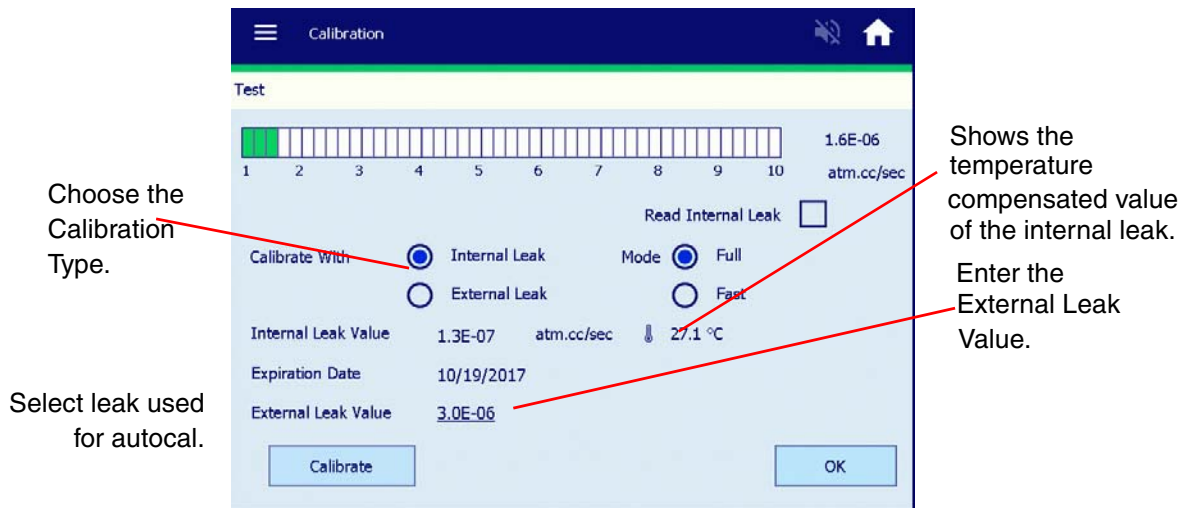 Calibration
Test
1.6E-06
1 2 3 4 5 6 7 8 9 10 atm.cc/sec
Read Internal Leak
Calibrate With Internal Leak Mode Full
External Leak Fast
Internal Leak Value 1.3E-07 atm.cc/sec 27.1 °C
Expiration Date 10/19/2017
External Leak Value 3.0E-06
Calibrate OK
Choose the
Calibration
Type.
Select leak used
for autocal.
Shows the
temperature
compensated value
of the internal leak.
Enter the
External Leak
Value.